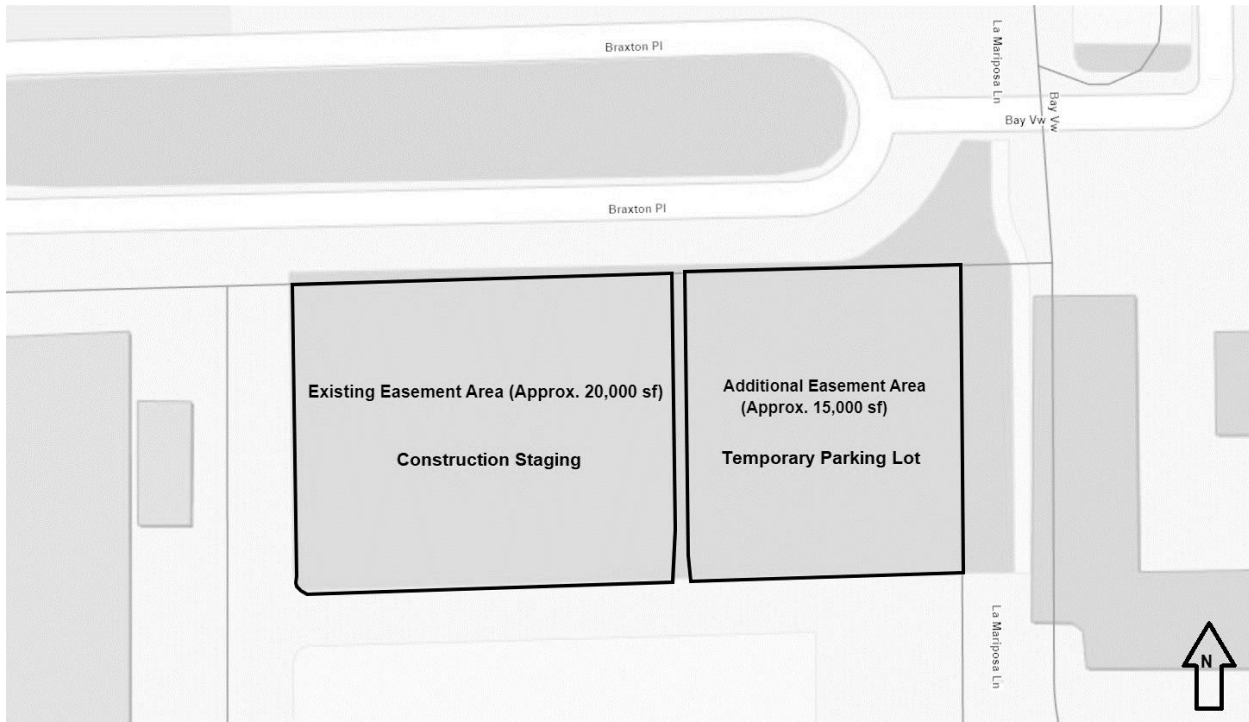 Braxton Pl
La Mariposa Ln
Bay Vw
Bay Vw
Braxton Pl
Existing Easement Area (Approx. 20,000 sf)
Construction Staging
Additional Easement Area
(Approx. 15,000 sf)
Temporary Parking Lot
La Mariposa Ln
N